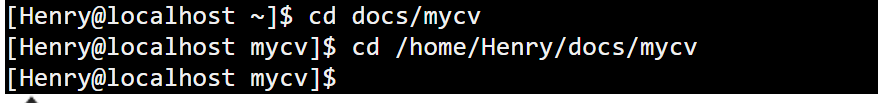 [Henry@localhost ~]$ cd docs/mycv
[Henry@localhost mycv]$ cd /home/Henry/docs/mycv
[Henry@localhost mycv]$